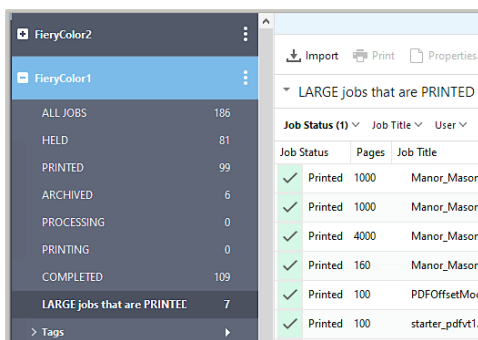 FieryColor2
FieryColor1
ALL JOBS 186
HELD 81
PRINTED 99
ARCHIVED 6
PROCESSING 0
PRINTING 0
COMPLETED 109
LARGE jobs that are PRINTED 7
Tags
Import Print Properties
LARGE jobs that are PRINTED
Job Status (1) Job Title User
Job Status Pages Job Title
Printed 1000 Manor_Mason
Printed 1000 Manor_Mason
Printed 4000 Manor_Mason
Printed 160 Manor_Mason
Printed 100 PDFOffsetMod
Printed 100 starter_pdfvt1.